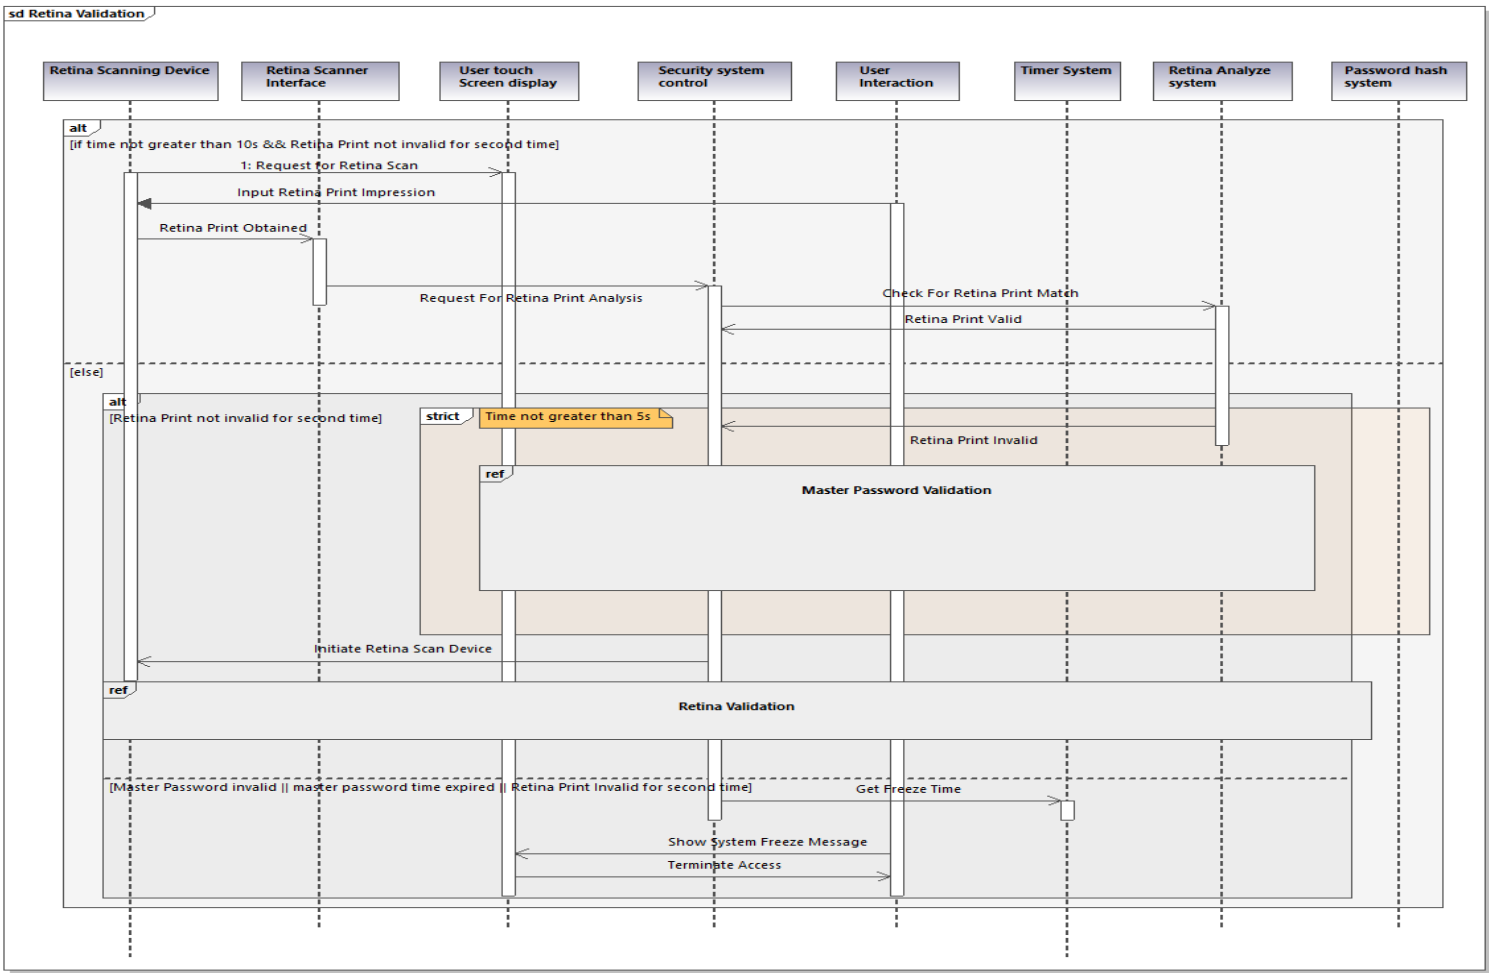 sd Retina Validation
Retina Scanning Device
Retina Scanner
Interface
User touch
Screen display
Security system
control
User
Interaction
Timer System
Retina Analyze
system
Password hash
system
alt
[if time not greater than 10s && Retina Print not invalid for second time]
1: Request for Retina Scan
Input Retina Print Impression
Retina Print Obtained
Request For Retina Print Analysis
Check For Retina Print Match
Retina Print Valid
[else]
alt
[Retina Print not invalid for second time]
strict
Time not greater than 5s
Retina Print Invalid
ref
Master Password Validation
Initiate Retina Scan Device
ref
Retina Validation
[Master Password invalid || master password time expired || Retina Print Invalid for second time]
Get Freeze Time
Show System Freeze Message
Terminate Access